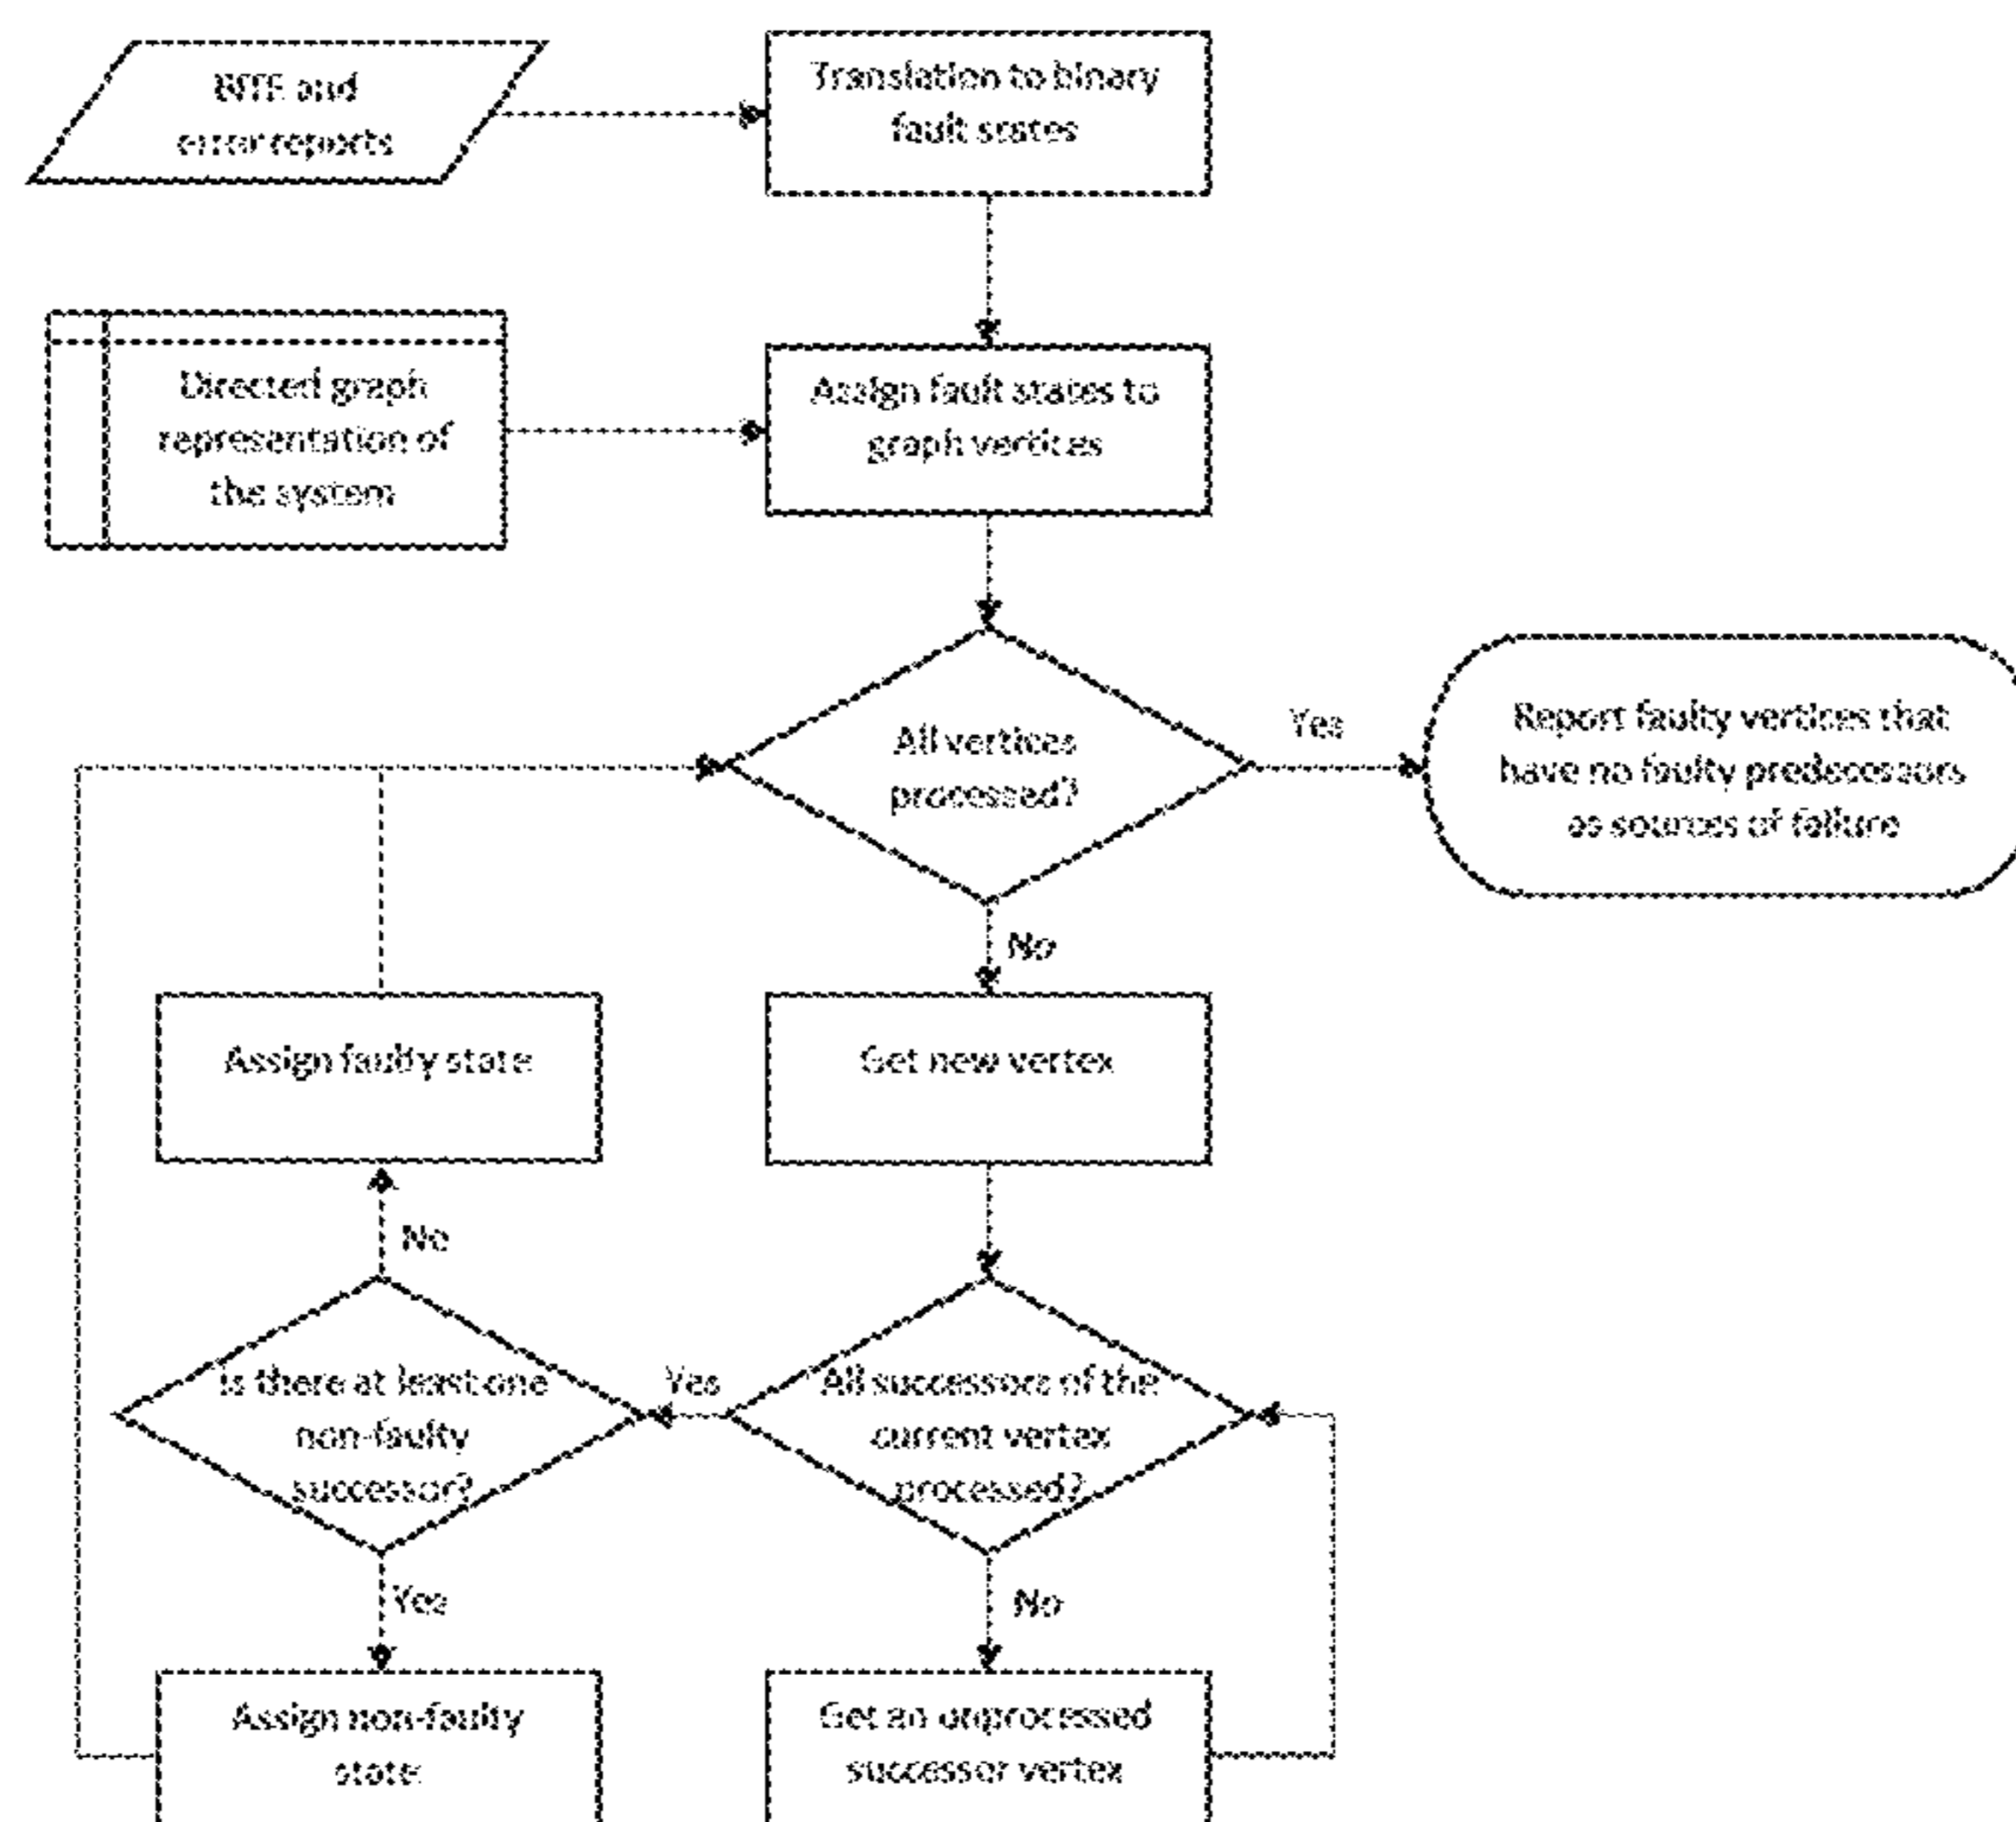 BITE and
error reports
Translation to binary
fault states
Directed graph
representation of
the system
Assign fault states to
graph vertices
All vertices
processed?
Yes
Report faulty vertices that
have no faulty predecessors
as sources of failure
No
Assign faulty state
Get new vertex
No
Is there at least one
non-faulty
successor?
Yes
All successors of the
current vertex
processed?
Yes
No
Assign non-faulty
state
Get an unprocessed
successor vertex